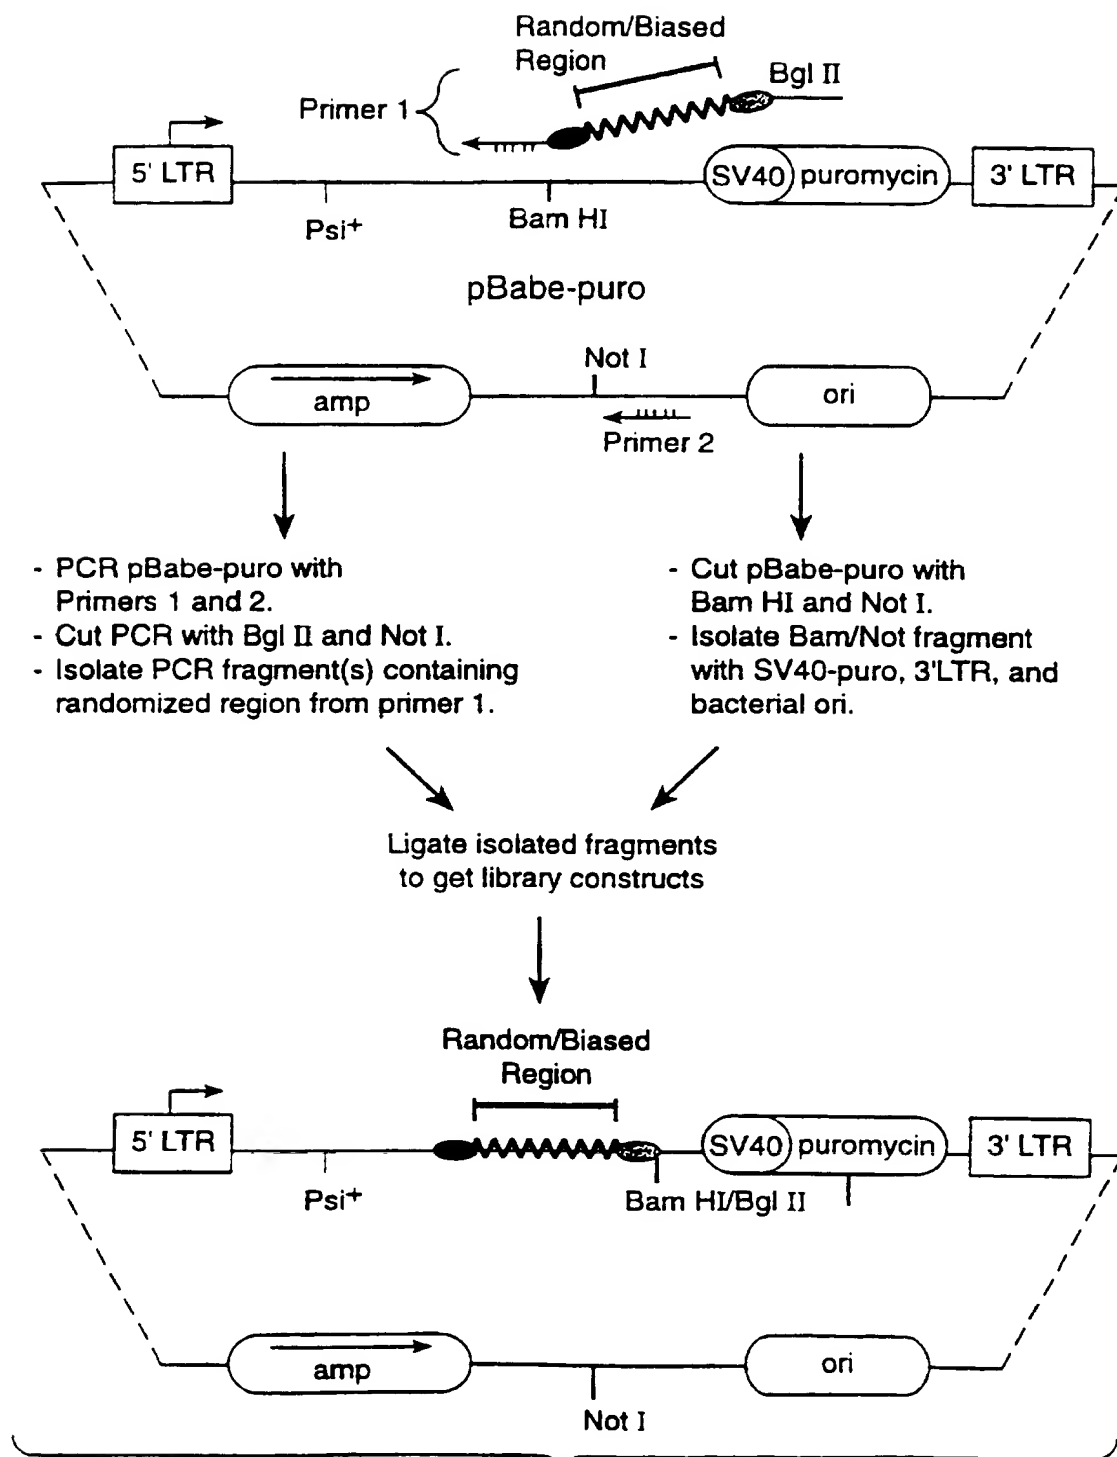 Random/Biased
Region
Bgl II
Primer 1
5' LTR
SV40
puromycin
3' LTR
Psi+
Bam HI
pBabe-puro
Not I
amp
ori
Primer 2
- PCR pBabe-puro with
Primers 1 and 2.
- Cut PCR with Bgl II and Not I.
- Isolate PCR fragment(s) containing
randomized region from primer 1.
- Cut pBabe-puro with
Bam HI and Not I.
- Isolate Bam/Not fragment
with SV40-puro, 3'LTR, and
bacterial ori.
Ligate isolated fragments
to get library constructs
Random/Biased
Region
5' LTR
SV40
puromycin
3' LTR
Psi+
Bam HI/Bgl II
amp
ori
Not I